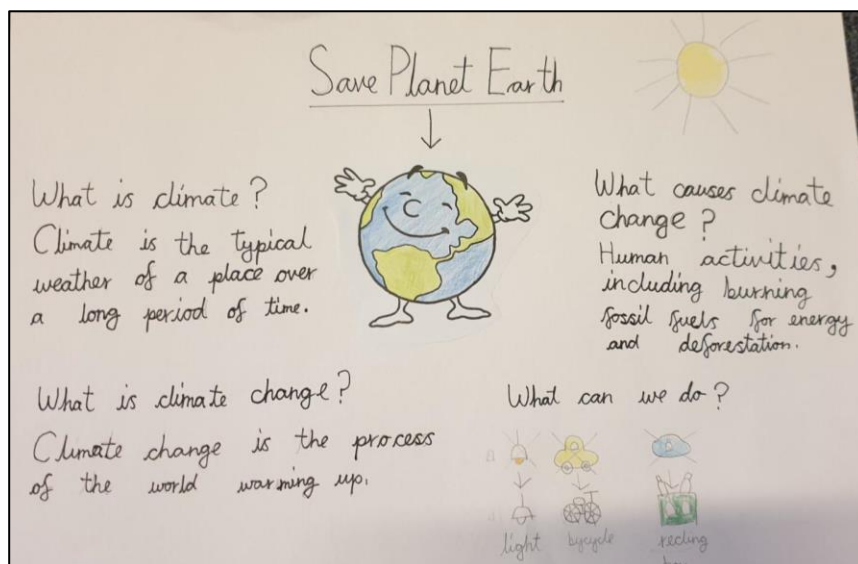 Save Planet Earth
What is climate?
Climate is the typical
weather of a place over
a long period of time.
What causes climate
change?
Human activities,
including burning
fossil fuels for energy
and deforestation.
What is climate change?
Climate change is the process
of the world warming up.
What can we do?
light bycycle recling